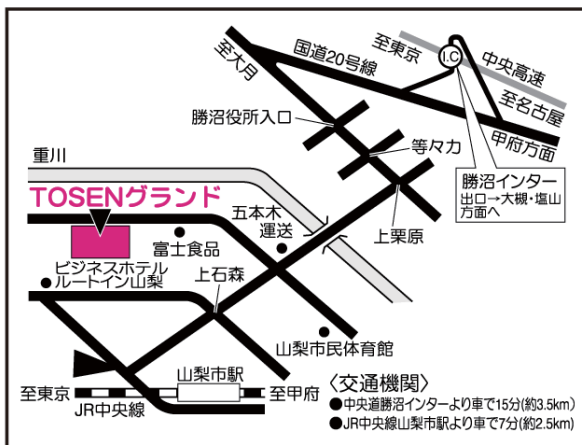 国道20号線
至東京
中央高速
I.C
至大月
至名古屋
甲府方面
勝沼役所入口
等々力
勝沼インター
出口→大槻・塩山
方面へ
重川
TOSENグランド
五本木
運送
上栗原
富士食品
ビジネスホテル
ルートイン山梨
上石森
山梨市民体育館
山梨市駅
至東京
至甲府
JR中央線
〈交通機関〉
●中央道勝沼インターより車で15分(約3.5km)
●JR中央線山梨市駅より車で7分(約2.5km)